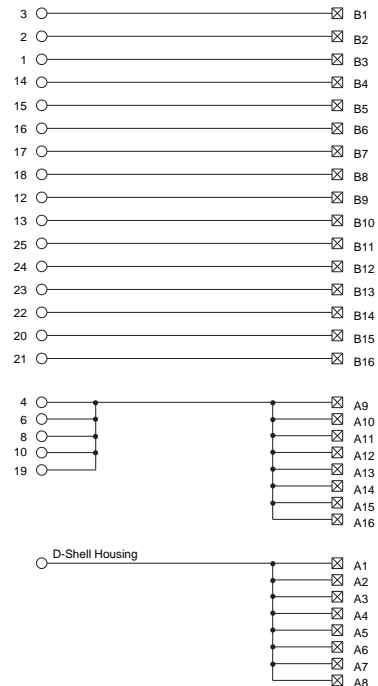 3 B1
2 B2
1 B3
14 B4
15 B5
16 B6
17 B7
18 B8
12 B9
13 B10
25 B11
24 B12
23 B13
22 B14
20 B15
21 B16
4 A9
6 A10
8 A11
10 A12
19 A13
A14
A15
A16
D-Shell Housing
A1
A2
A3
A4
A5
A6
A7
A8